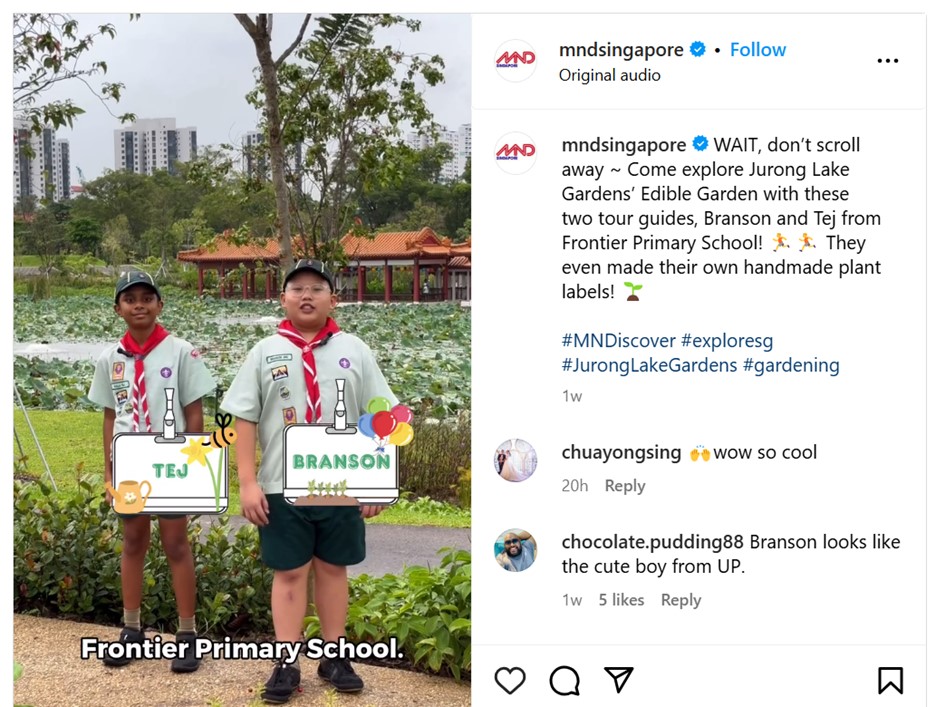 mndsingapore • Follow
Original audio
mndsingapore WAIT, don’t scroll
away ~ Come explore Jurong Lake
Gardens’ Edible Garden with these
two tour guides, Branson and Tej from
Frontier Primary School! 🏃 🏃 They
even made their own handmade plant
labels! 🌱
#MNDiscover #exploresg
#JurongLakeGardens #gardening
1w
chuayongsing 🙌wow so cool
20h Reply
chocolate.pudding88 Branson looks like
the cute boy from UP.
1w 5 likes Reply
MND
SINGAPORE
MND
SINGAPORE
TEJ
BRANSON
Frontier Primary School.